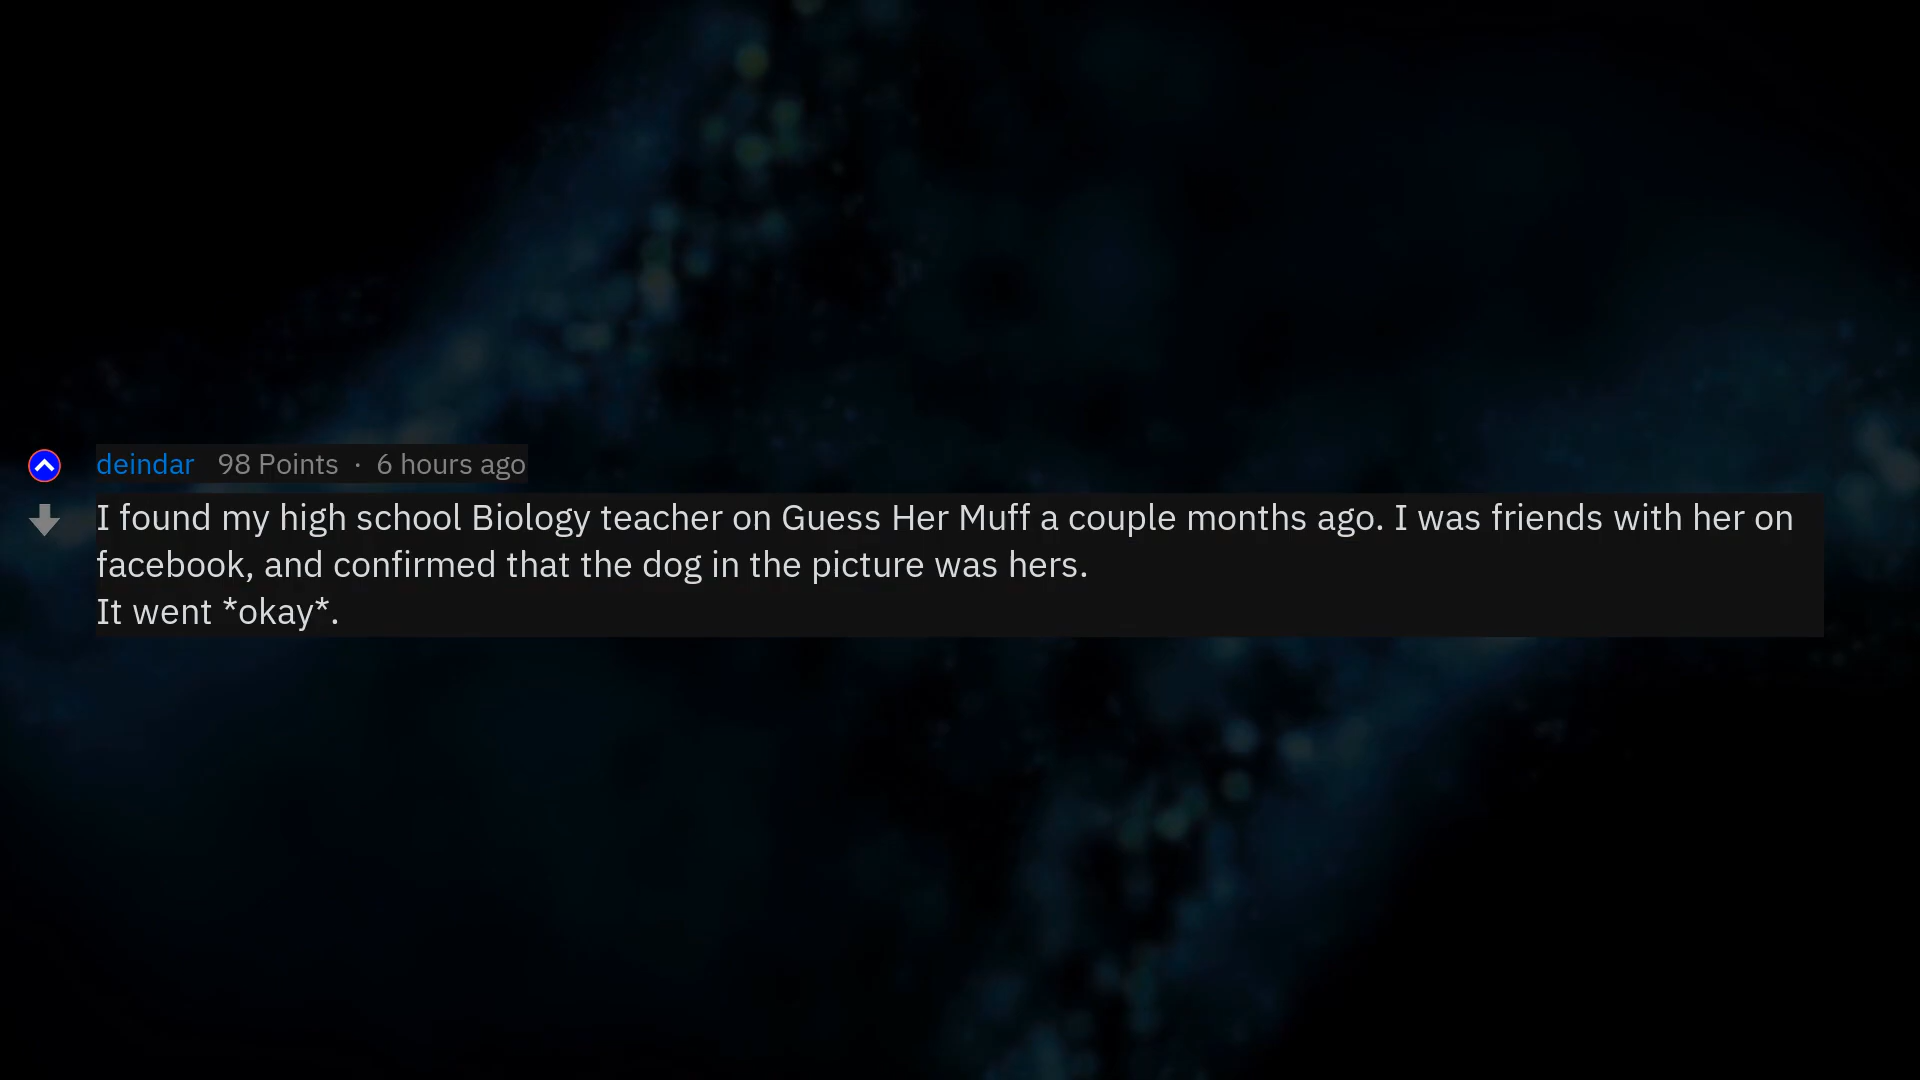 deindar 98 Points · 6 hours ago
I found my high school Biology teacher on Guess Her Muff a couple months ago. I was friends with her on
facebook, and confirmed that the dog in the picture was hers.
It went *okay*.